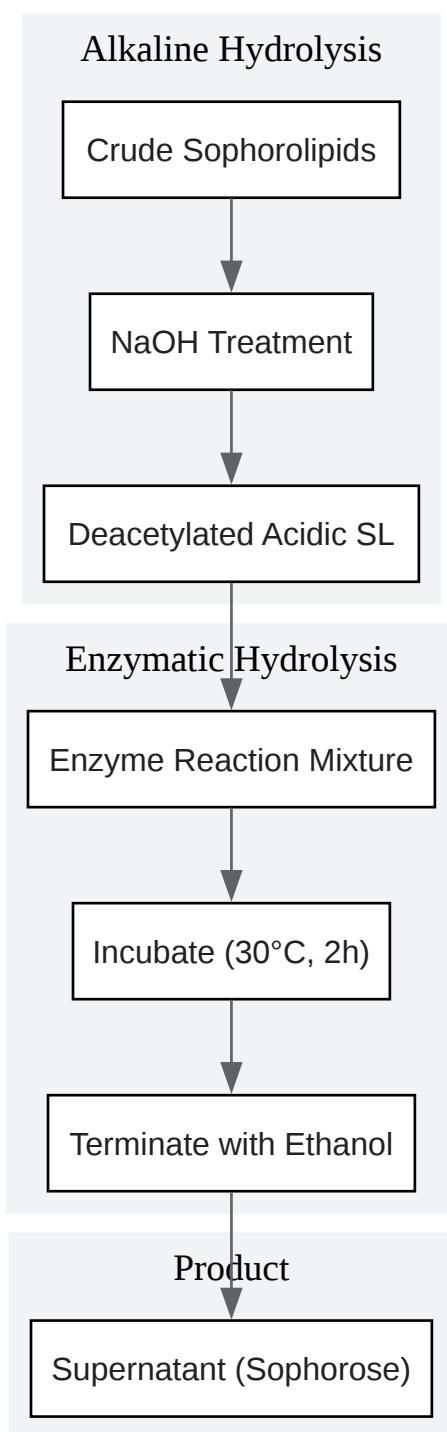 Alkaline Hydrolysis
Crude Sophorolipids
NaOH Treatment
Deacetylated Acidic SL
Enzymatic Hydrolysis
Enzyme Reaction Mixture
Incubate (30°C, 2h)
Terminate with Ethanol
Product
Supernatant (Sophorose)